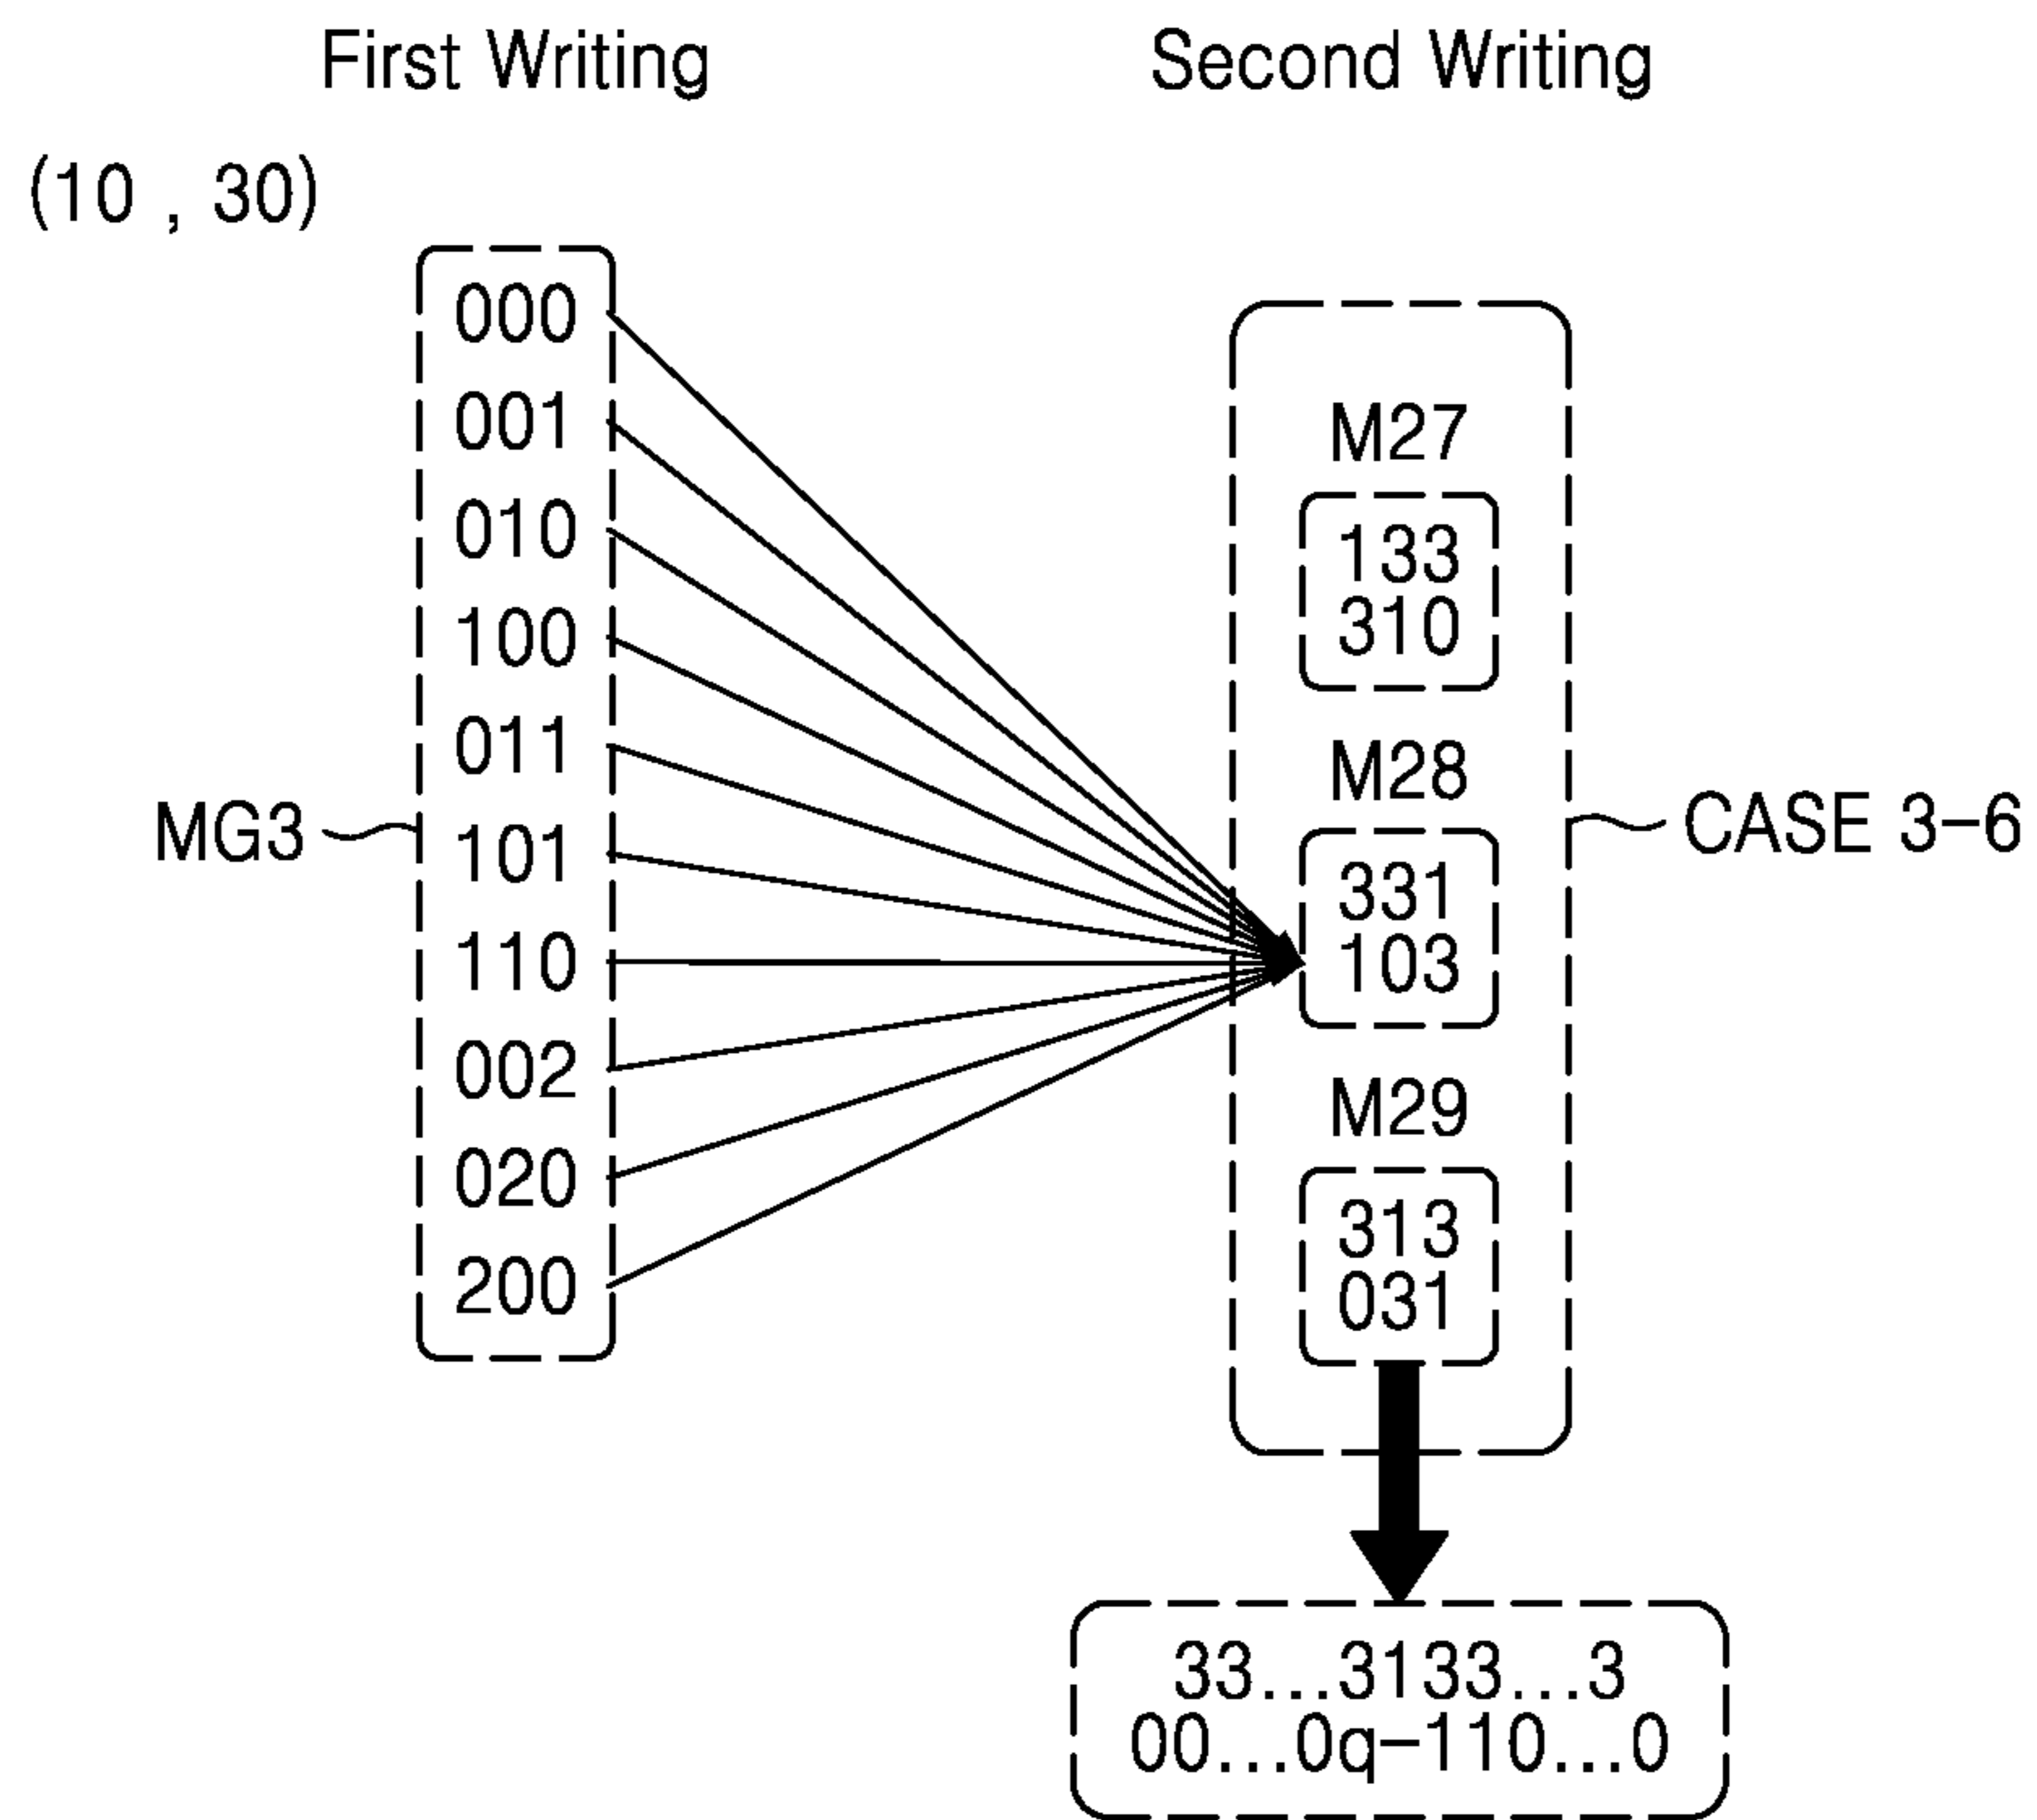 First Writing
Second Writing
(10 , 30)
000
001
010
100
011
101
110
002
020
200
MG3
M27
133
310
M28
331
103
M29
313
031
CASE 3-6
33...3133...3
00...0q-110...0